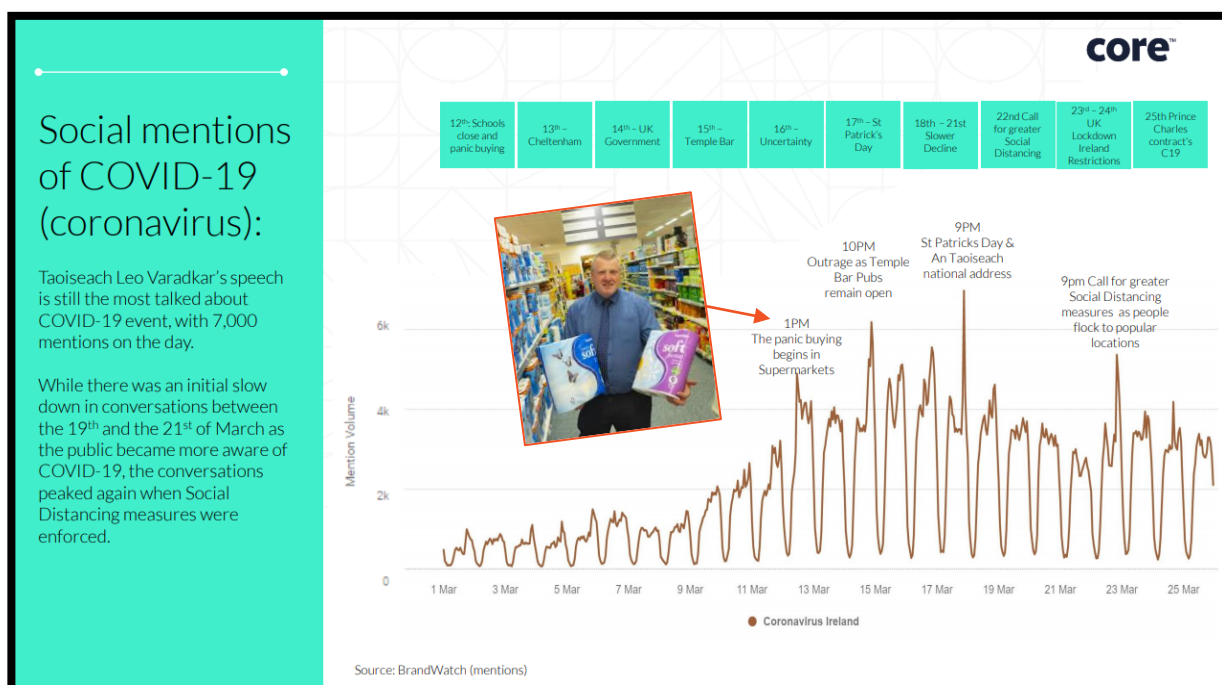 core™
Social mentions
of COVID-19
(coronavirus):
Taoiseach Leo Varadkar's speech
is still the most talked about
COVID-19 event, with 7,000
mentions on the day.
While there was an initial slow
down in conversations between
the 19th and the 21st of March as
the public became more aware of
COVID-19, the conversations
peaked again when Social
Distancing measures were
enforced.
12th: Schools
close and
panic buying
13th –
Cheltenham
14th – UK
Government
15th –
Temple Bar
16th –
Uncertainty
17th – St
Patrick's
Day
18th – 21st
Slower
Decline
22nd Call
for greater
Social
Distancing
23rd – 24th
UK
Lockdown
Ireland
Restrictions
25th Prince
Charles
contract's
C19
1PM
The panic buying
begins in
Supermarkets
10PM
Outrage as Temple
Bar Pubs
remain open
9PM
St Patricks Day &
An Taoiseach
national address
9pm Call for greater
Social Distancing
measures as people
flock to popular
locations
soft
soft
Mention Volume
6k
4k
2k
0
1 Mar
3 Mar
5 Mar
7 Mar
9 Mar
11 Mar
13 Mar
15 Mar
17 Mar
19 Mar
21 Mar
23 Mar
25 Mar
Coronavirus Ireland
Source: BrandWatch (mentions)